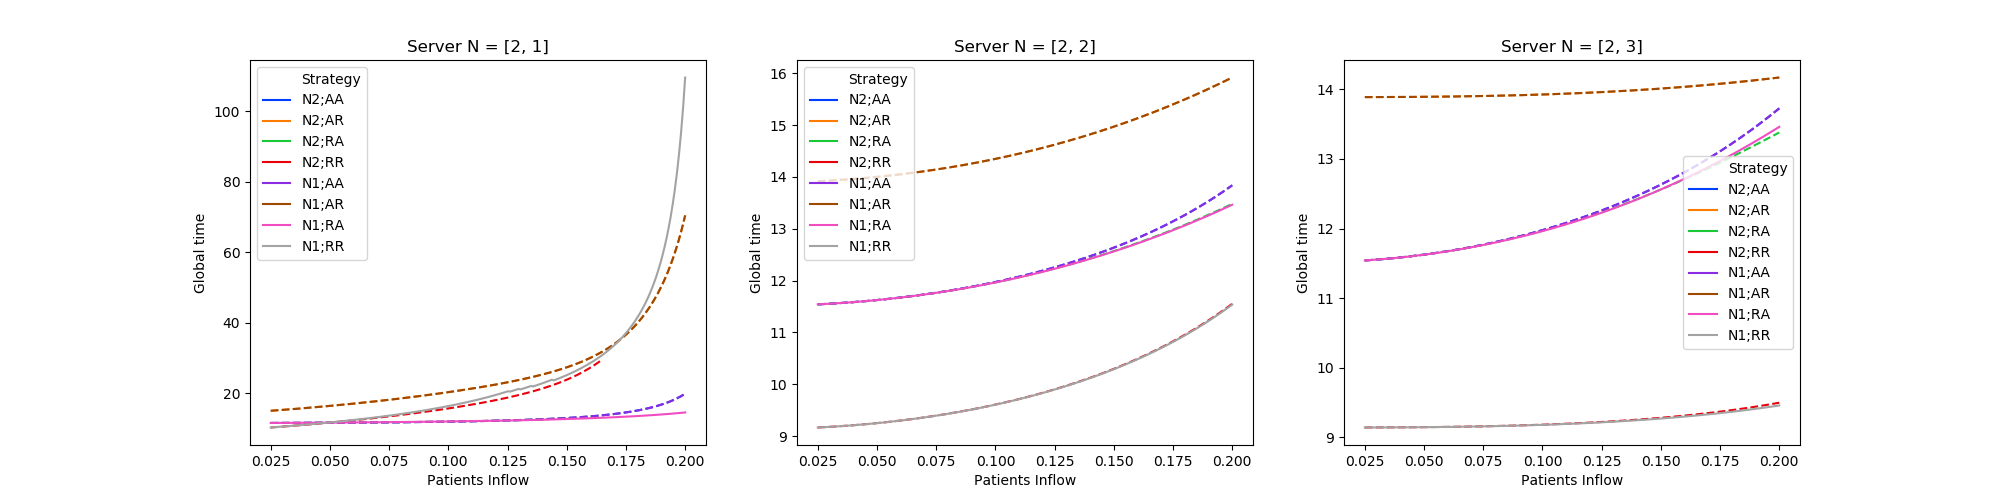 Server N = [2, 1]
Global time
100
80
60
40
20
0.025 0.050 0.075 0.100 0.125 0.150 0.175 0.200
Patients Inflow
Strategy
N2;AA
N2;AR
N2;RA
N2;RR
N1;AA
N1;AR
N1;RA
N1;RR
Server N = [2, 2]
Global time
16
15
14
13
12
11
10
9
0.025 0.050 0.075 0.100 0.125 0.150 0.175 0.200
Patients Inflow
Strategy
N2;AA
N2;AR
N2;RA
N2;RR
N1;AA
N1;AR
N1;RA
N1;RR
Server N = [2, 3]
Global time
14
13
12
11
10
9
0.025 0.050 0.075 0.100 0.125 0.150 0.175 0.200
Patients Inflow
Strategy
N2;AA
N2;AR
N2;RA
N2;RR
N1;AA
N1;AR
N1;RA
N1;RR